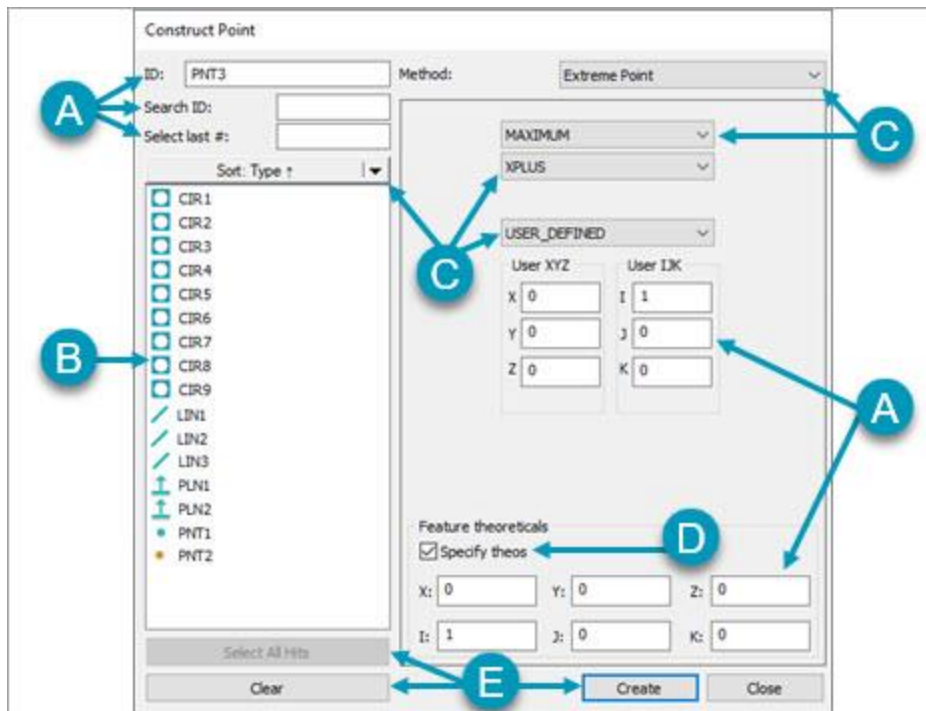 Construct Point
ID: PNT3 Method: Extreme Point
A
Search ID:
Select last #:
C
MAXIMUM
Sort: Type ↑
XPLUS
CIR1
CIR2
CIR3
CIR4
CIR5
CIR6
CIR7
CIR8
CIR9
LIN1
LIN2
LIN3
PLN1
PLN2
PNT1
PNT2
B
C
USER_DEFINED
User XYZ User IJK
X 0 I 1
Y 0 J 0
Z 0 K 0
A
Feature theoreticals
Specify theos
D
X: 0 Y: 0 Z: 0
I: 1 J: 0 K: 0
Select All Hits
E
Clear Create Close